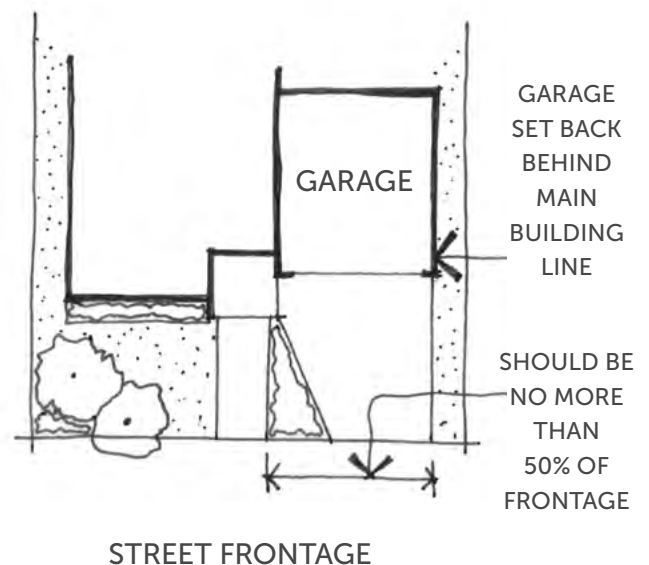 GARAGE
SET BACK
BEHIND
MAIN
BUILDING
LINE
GARAGE
SHOULD BE
NO MORE
THAN
50% OF
FRONTAGE
STREET FRONTAGE